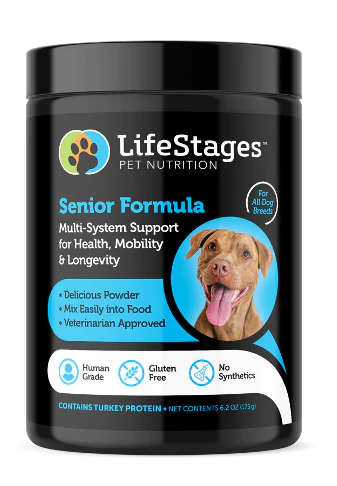 LifeStages™
PET NUTRITION
For
All Dog
Breeds
Senior Formula
Multi-System Support
for Health, Mobility
& Longevity
• Delicious Powder
• Mix Easily into Food
• Veterinarian Approved
Human
Grade
Gluten
Free
No
Synthetics
CONTAINS TURKEY PROTEIN • NET CONTENTS 6.2 OZ (175g)